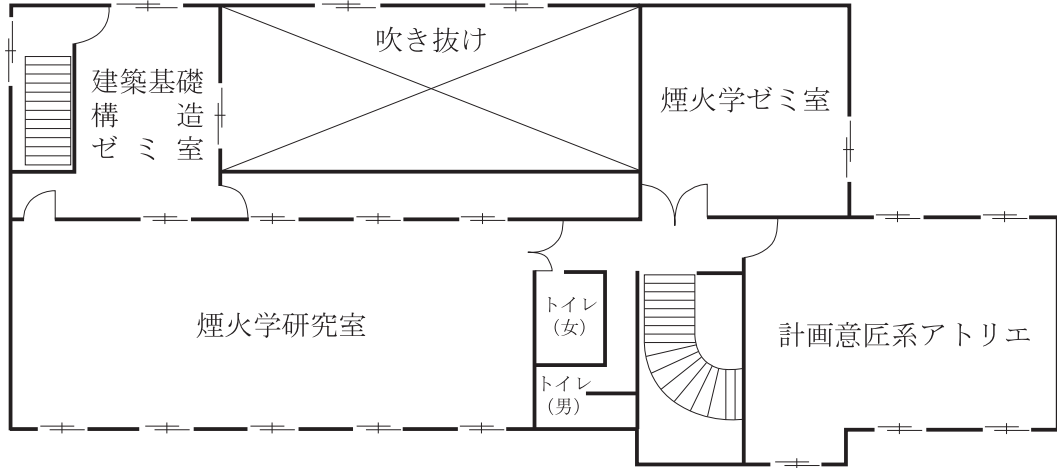 吹き抜け
建築基礎
構造
ゼミ室
煙火学ゼミ室
煙火学研究室
トイレ
(女)
トイレ
(男)
計画意匠系アトリエ